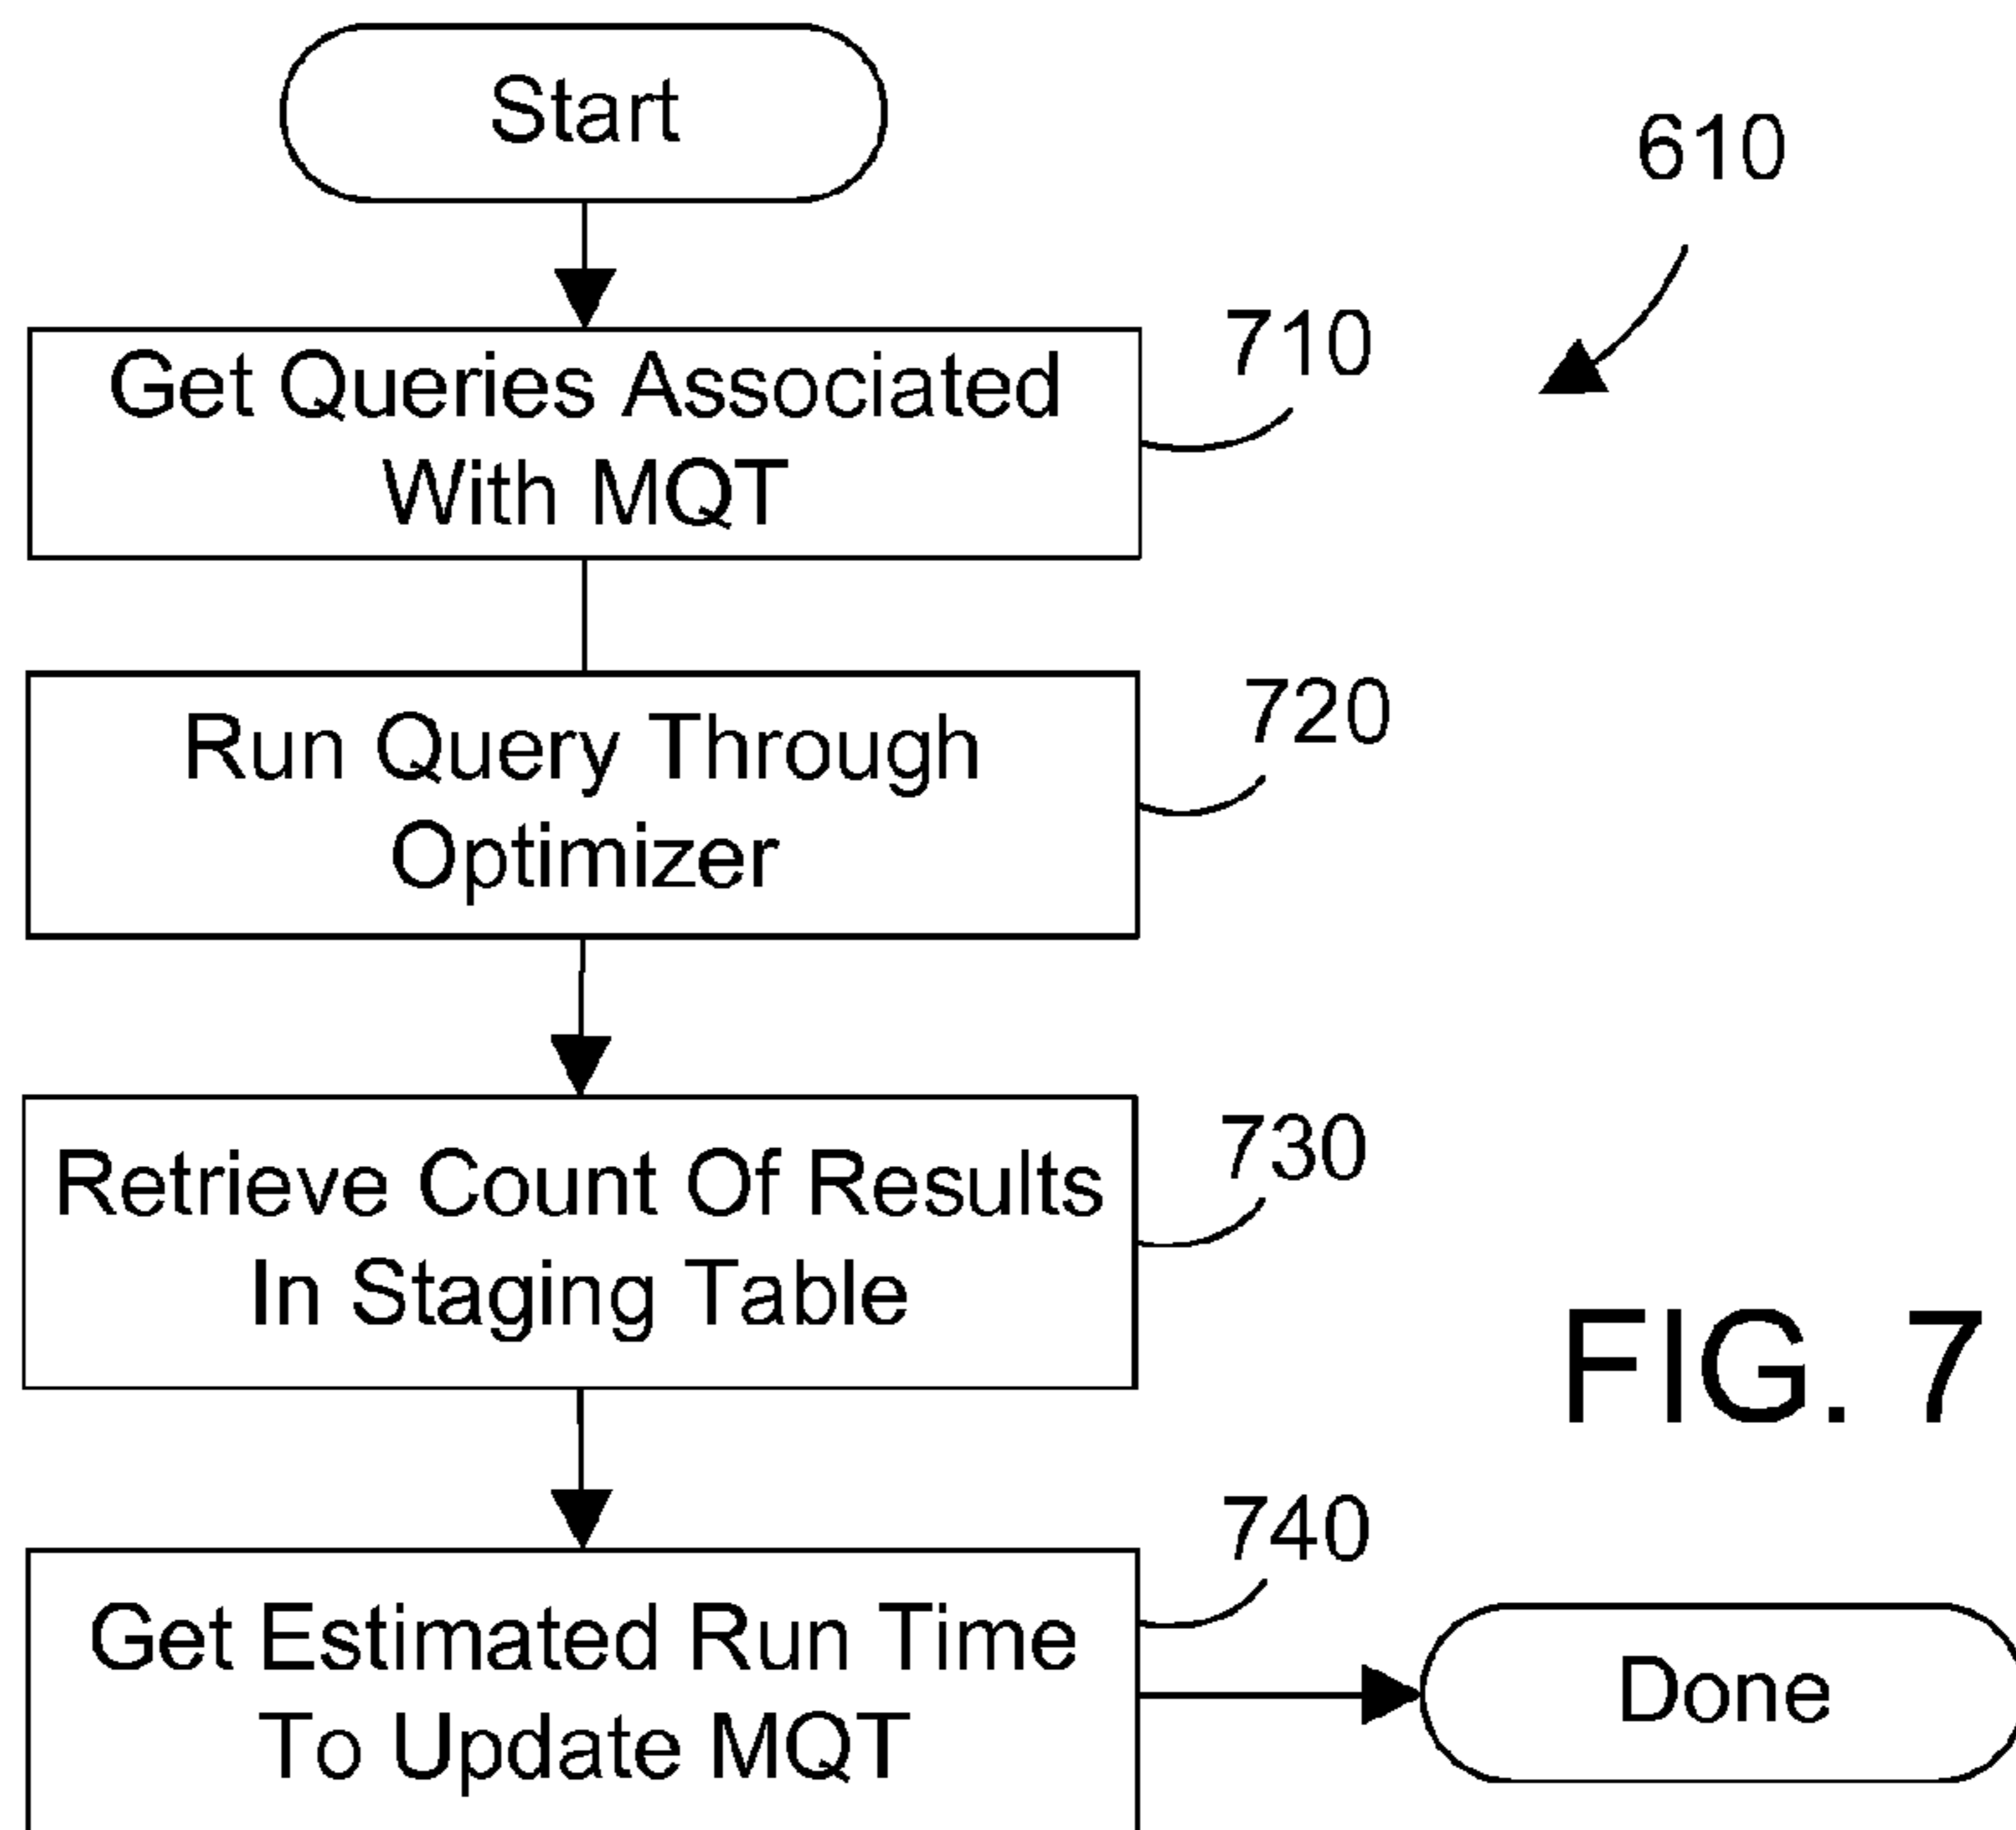 Start
610
Get Queries Associated
With MQT
710
Run Query Through
Optimizer
720
Retrieve Count Of Results
In Staging Table
730
FIG. 7
Get Estimated Run Time
To Update MQT
740
Done